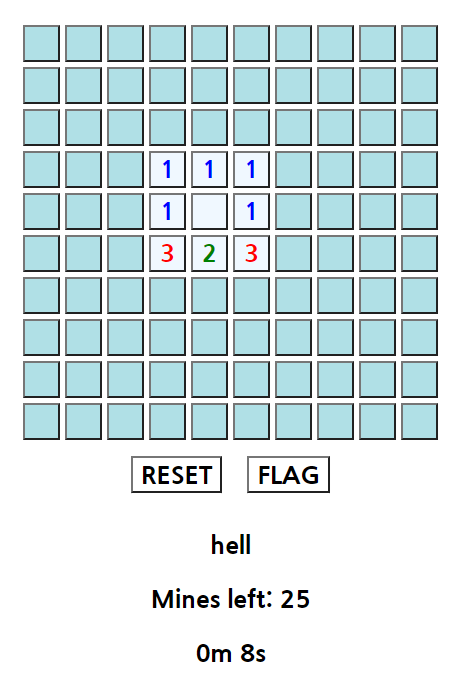 1 1 1
1 1
3 2 3
RESET FLAG
hell
Mines left: 25
0m 8s